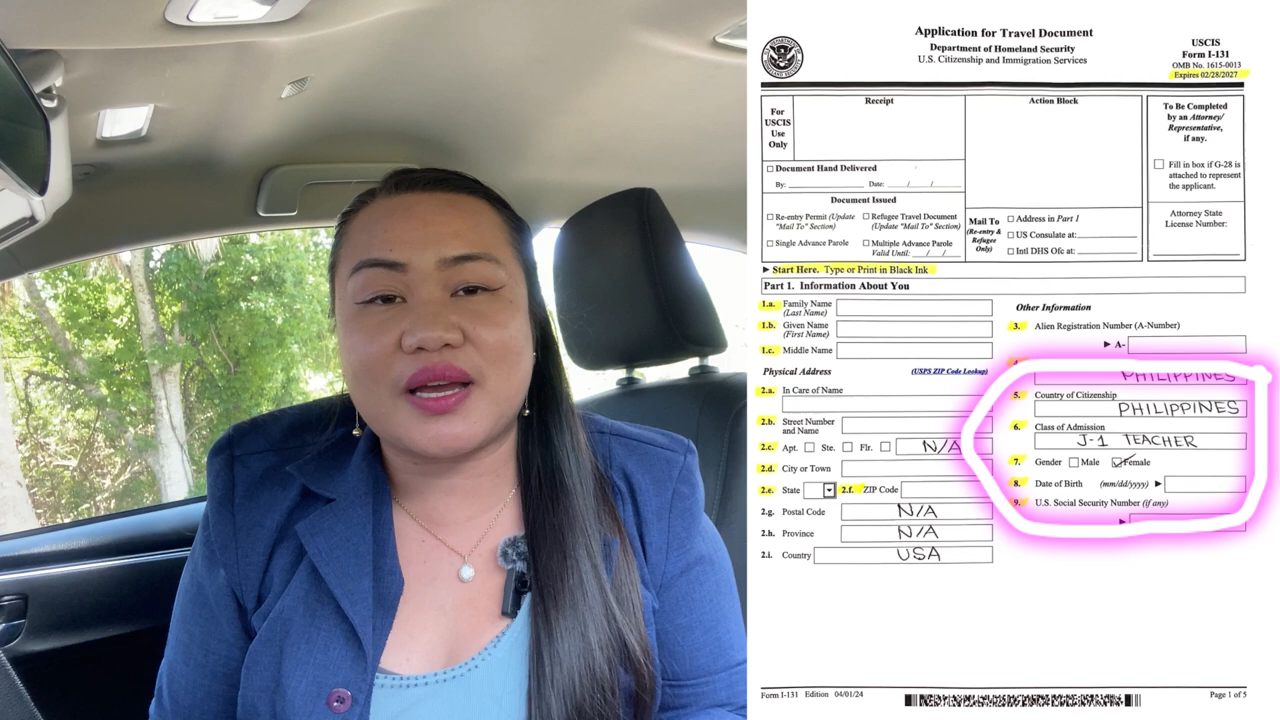 Application for Travel Document
Department of Homeland Security
U.S. Citizenship and Immigration Services
USCIS
Form I-131
OMB No. 1615-0013
Expires 02/28/2027
For
USCIS
Use
Only
Receipt
☐ Document Hand Delivered
By: ____ Date: __/__/__
Document Issued
☐ Re-entry Permit (Update "Mail To" Section)
☐ Refugee Travel Document (Update "Mail To" Section)
☐ Single Advance Parole
☐ Multiple Advance Parole
Valid Until: __/__/__
Action Block
Mail To
(Re-entry &
Refugee
Only)
☐ Address in Part 1
☐ US Consulate at: ____
☐ Intl DHS Ofc at: ____
To Be Completed
by an Attorney/
Representative,
if any.
☐ Fill in box if G-28 is
attached to represent
the applicant.
Attorney State
License Number:
► Start Here. Type or Print in Black Ink
Part 1. Information About You
1.a. Family Name
(Last Name)
1.b. Given Name
(First Name)
1.c. Middle Name
Physical Address (USPS ZIP Code Lookup)
2.a. In Care of Name
2.b. Street Number
and Name
2.c. Apt. ☐ Ste. ☐ Flr. ☐ N/A
2.d. City or Town
2.e. State 2.f. ZIP Code
2.g. Postal Code N/A
2.h. Province N/A
2.i. Country USA
Other Information
3. Alien Registration Number (A-Number)
► A-
PHILIPPINES
5. Country of Citizenship
PHILIPPINES
6. Class of Admission
J-1 TEACHER
7. Gender ☐ Male ☑ Female
8. Date of Birth (mm/dd/yyyy) ►
9. U.S. Social Security Number (if any)
►
Form I-131 Edition 04/01/24
Page 1 of 5